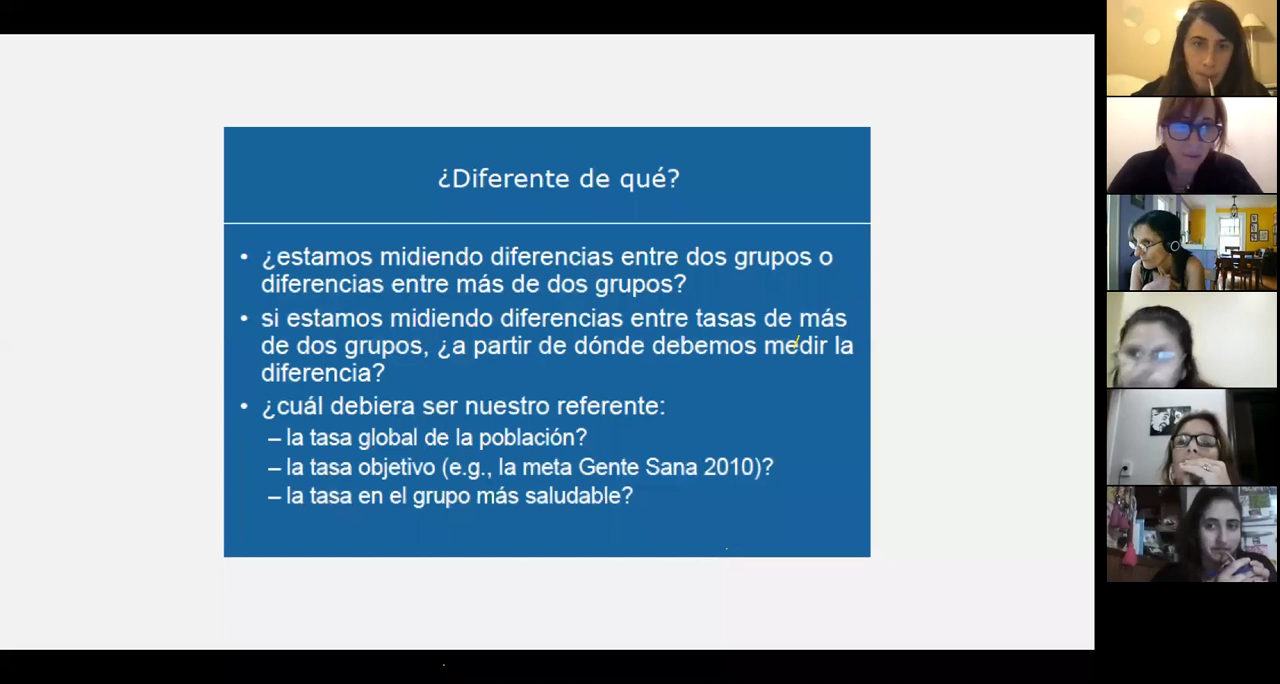 ¿Diferente de qué?
• ¿estamos midiendo diferencias entre dos grupos o
diferencias entre más de dos grupos?
• si estamos midiendo diferencias entre tasas de más
de dos grupos, ¿a partir de dónde debemos medir la
diferencia?
• ¿cuál debiera ser nuestro referente:
– la tasa global de la población?
– la tasa objetivo (e.g., la meta Gente Sana 2010)?
– la tasa en el grupo más saludable?